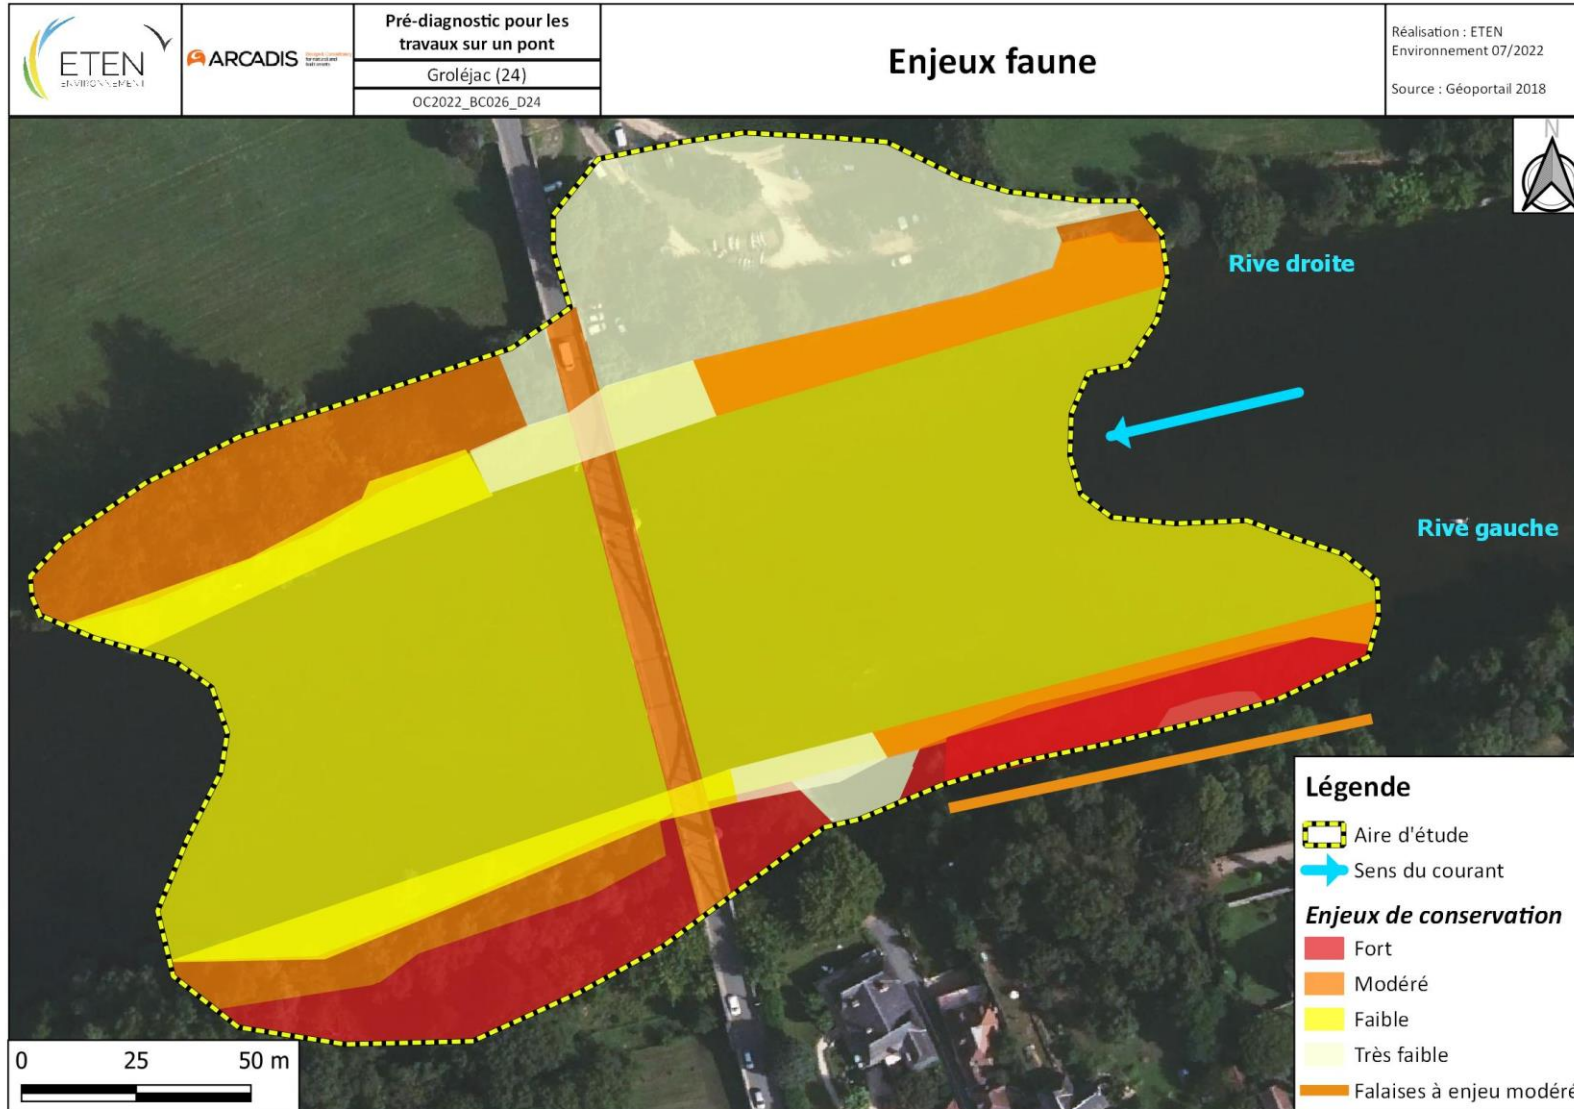 ETEN
ENVIRONNEMENT
ARCADIS
Pré-diagnostic pour les
travaux sur un pont
Groléjac (24)
OC2022_BC026_D24
Enjeux faune
Réalisation : ETEN
Environnement 07/2022
Source : Géoportail 2018
N
Rive droite
Rive gauche
Légende
Aire d'étude
Sens du courant
Enjeux de conservation
Fort
Modéré
Faible
Très faible
Falaises à enjeu modéré
0 25 50 m